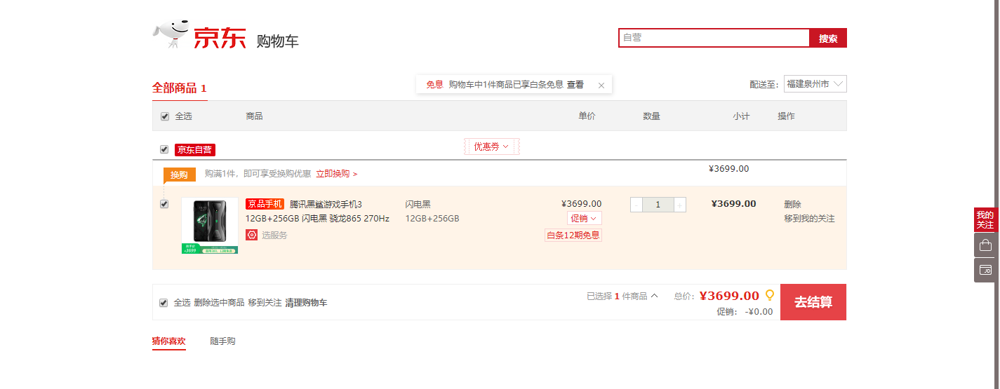 京东 购物车
自营 搜索
全部商品 1
免息 购物车中1件商品已享白条免息 查看 ×
配送至： 福建泉州市
全选 商品 单价 数量 小计 操作
京东自营 优惠券
换购 购满1件，即可享受换购优惠 立即换购 > ¥3699.00
京品手机 腾讯黑鲨游戏手机3
12GB+256GB 闪电黑 骁龙865 270Hz
选服务
闪电黑
12GB+256GB
¥3699.00
促销
白条12期免息
- 1 +
¥3699.00
删除
移到我的关注
3699
我的
关注
JD
全选 删除选中商品 移到关注 清理购物车
已选择 1 件商品 总价： ¥3699.00
促销： -¥0.00
去结算
猜你喜欢 随手购